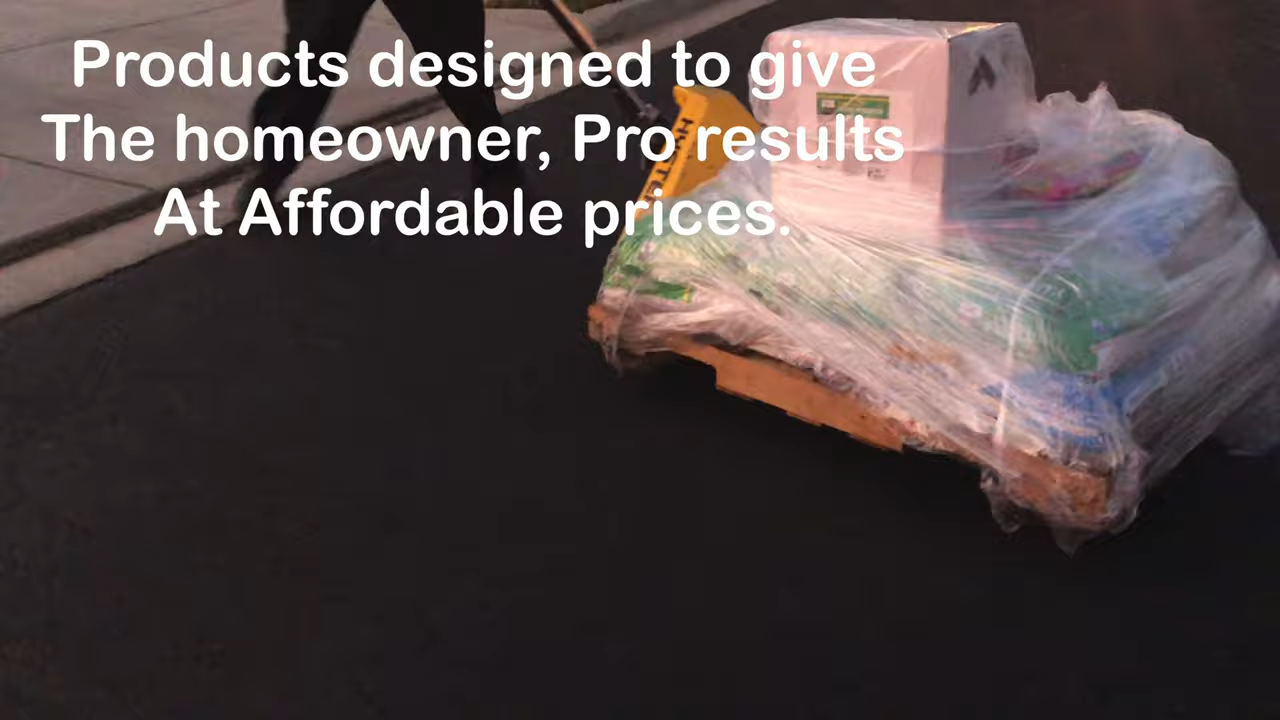 Products designed to give
The homeowner, Pro results
At Affordable prices.